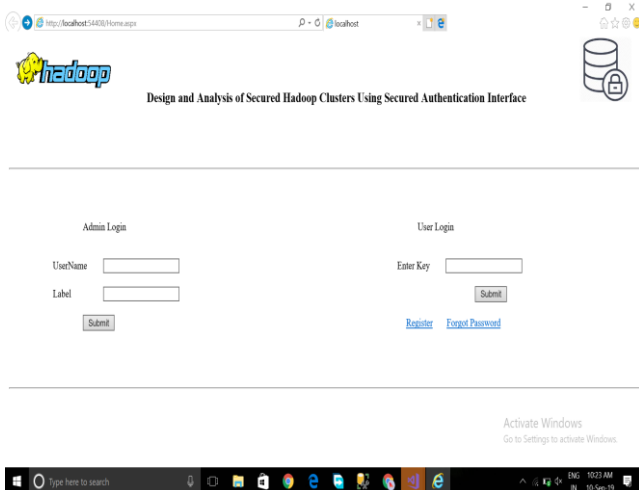 http://localhost:54408/Home.aspx
localhost
hadoop
Design and Analysis of Secured Hadoop Clusters Using Secured Authentication Interface
Admin Login
UserName
Label
Submit
User Login
Enter Key
Submit
Register Forgot Password
Activate Windows
Go to Settings to activate Windows.
Type here to search
ENG 10:23 AM
IN 10-Sep-19